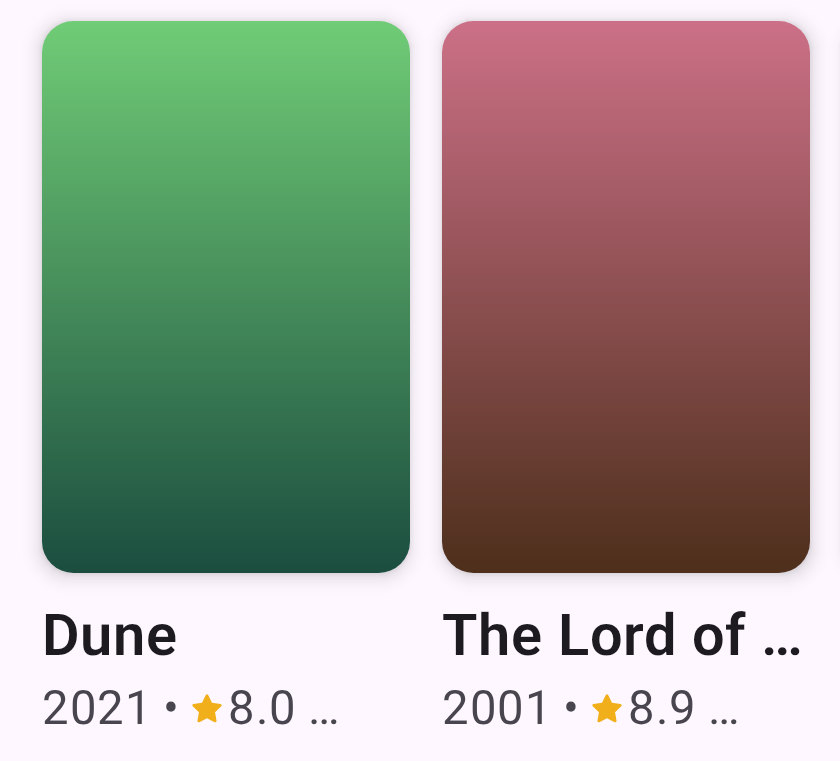 Dune
2021 • ★8.0 ...
The Lord of ...
2001 • ★8.9 ...